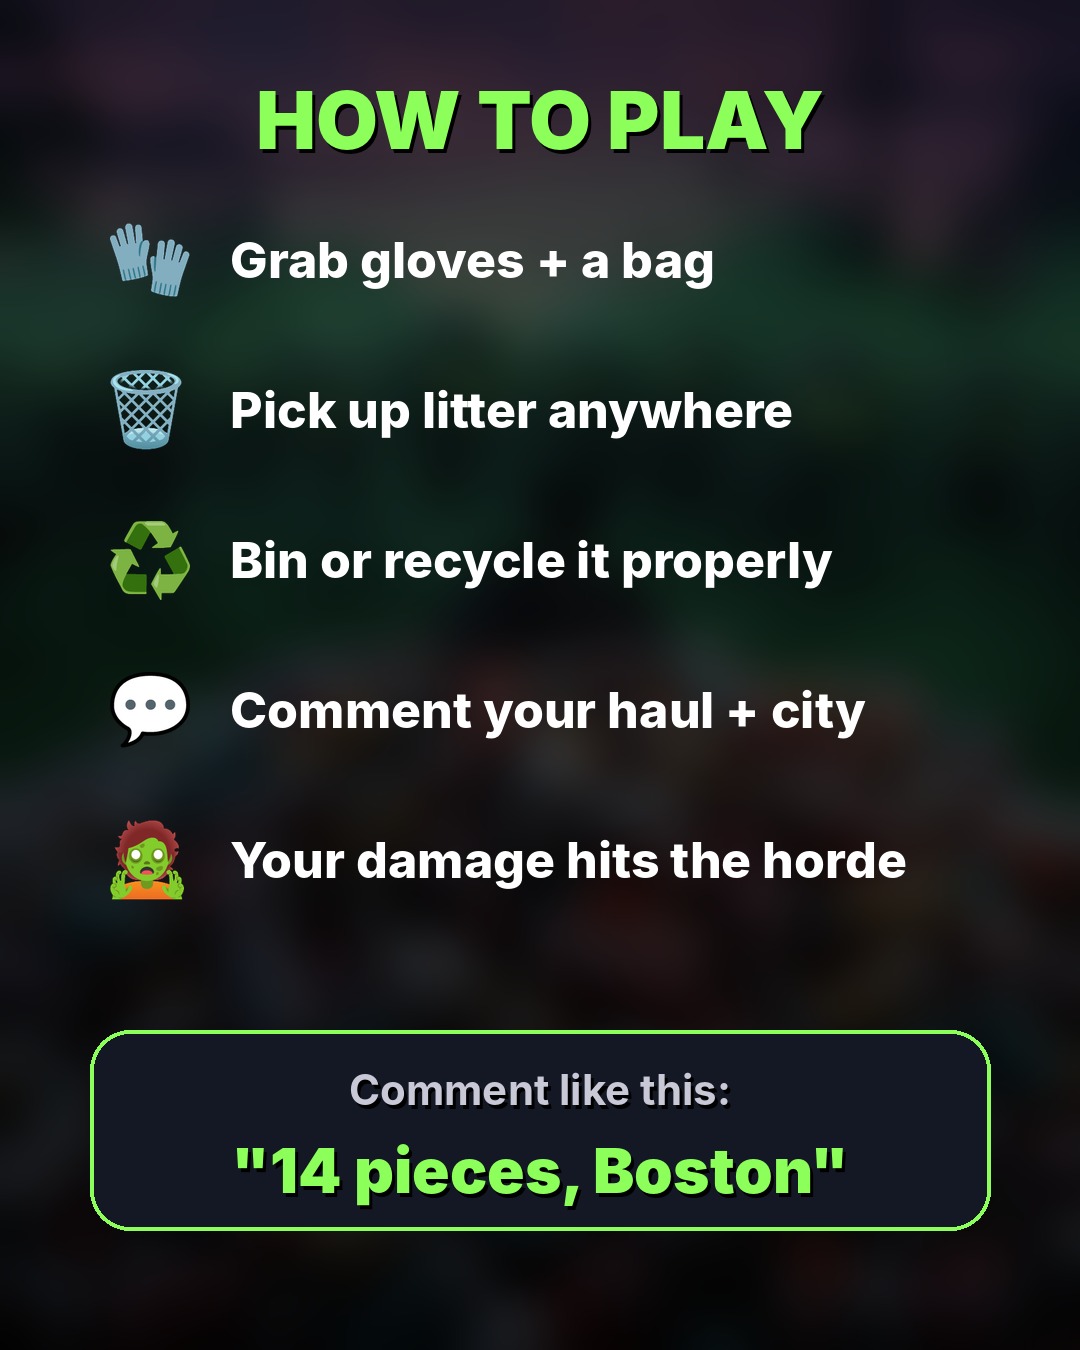 HOW TO PLAY
Grab gloves + a bag
Pick up litter anywhere
Bin or recycle it properly
Comment your haul + city
Your damage hits the horde
Comment like this:
"14 pieces, Boston"